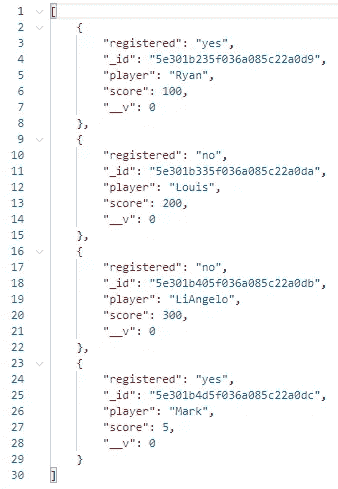 1 [
2 {
3 "registered": "yes",
4 "_id": "5e301b235f036a085c22a0d9",
5 "player": "Ryan",
6 "score": 100,
7 "__v": 0
8 },
9 {
10 "registered": "no",
11 "_id": "5e301b335f036a085c22a0da",
12 "player": "Louis",
13 "score": 200,
14 "__v": 0
15 },
16 {
17 "registered": "no",
18 "_id": "5e301b405f036a085c22a0db",
19 "player": "LiAngelo",
20 "score": 300,
21 "__v": 0
22 },
23 {
24 "registered": "yes",
25 "_id": "5e301b4d5f036a085c22a0dc",
26 "player": "Mark",
27 "score": 5,
28 "__v": 0
29 }
30 ]